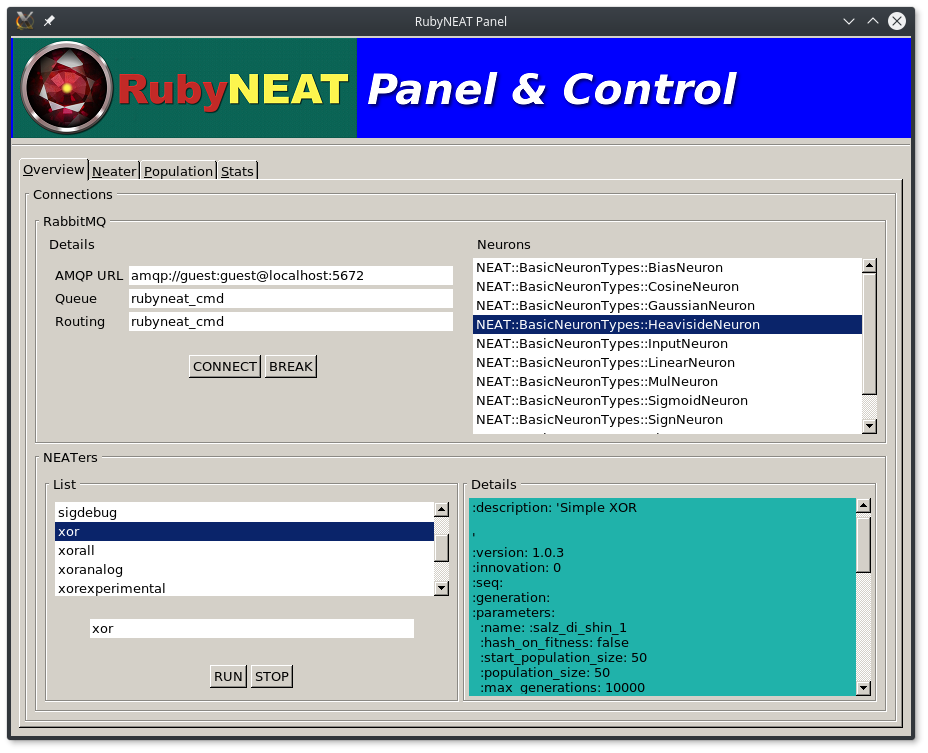 RubyNEAT Panel
RubyNEAT Panel & Control
Overview Neater Population Stats
Connections
RabbitMQ
Details
AMQP URL amqp://guest:guest@localhost:5672
Queue rubyneat_cmd
Routing rubyneat_cmd
CONNECT BREAK
Neurons
NEAT::BasicNeuronTypes::BiasNeuron
NEAT::BasicNeuronTypes::CosineNeuron
NEAT::BasicNeuronTypes::GaussianNeuron
NEAT::BasicNeuronTypes::HeavisideNeuron
NEAT::BasicNeuronTypes::InputNeuron
NEAT::BasicNeuronTypes::LinearNeuron
NEAT::BasicNeuronTypes::MulNeuron
NEAT::BasicNeuronTypes::SigmoidNeuron
NEAT::BasicNeuronTypes::SignNeuron
NEATers
List
sigdebug
xor
xorall
xoranalog
xorexperimental
xor
RUN STOP
Details
:description: 'Simple XOR
'
:version: 1.0.3
:innovation: 0
:seq:
:generation:
:parameters:
:name: :salz_di_shin_1
:hash_on_fitness: false
:start_population_size: 50
:population_size: 50
:max_generations: 10000